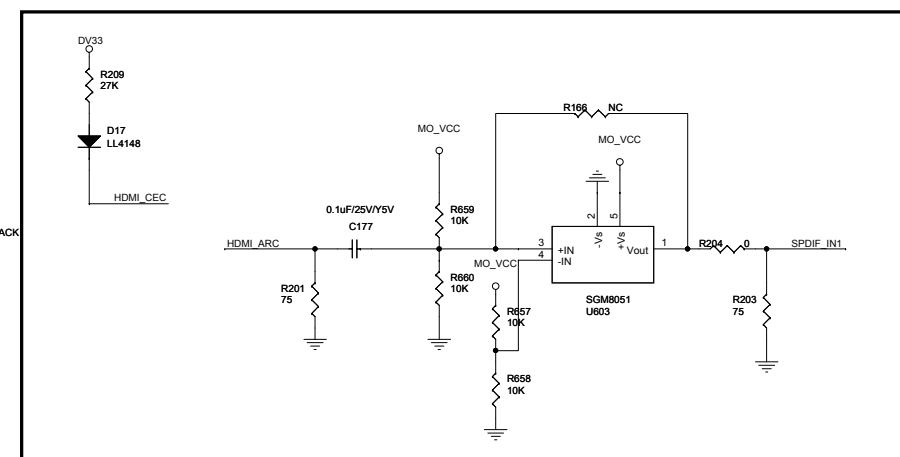 DV33
R209
27K
D17
LL4148
HDMI_CEC
ACK
R166 NC
MO_VCC
MO_VCC
0.1uF/25V/Y5V
C177
R659
10K
HDMI_ARC
R201
75
R660
10K
MO_VCC
R657
10K
R658
10K
3
4
+IN
-IN
2
5
-Vs
+Vs
Vout
1
SGM8051
U603
R204 0
SPDIF_IN1
R203
75